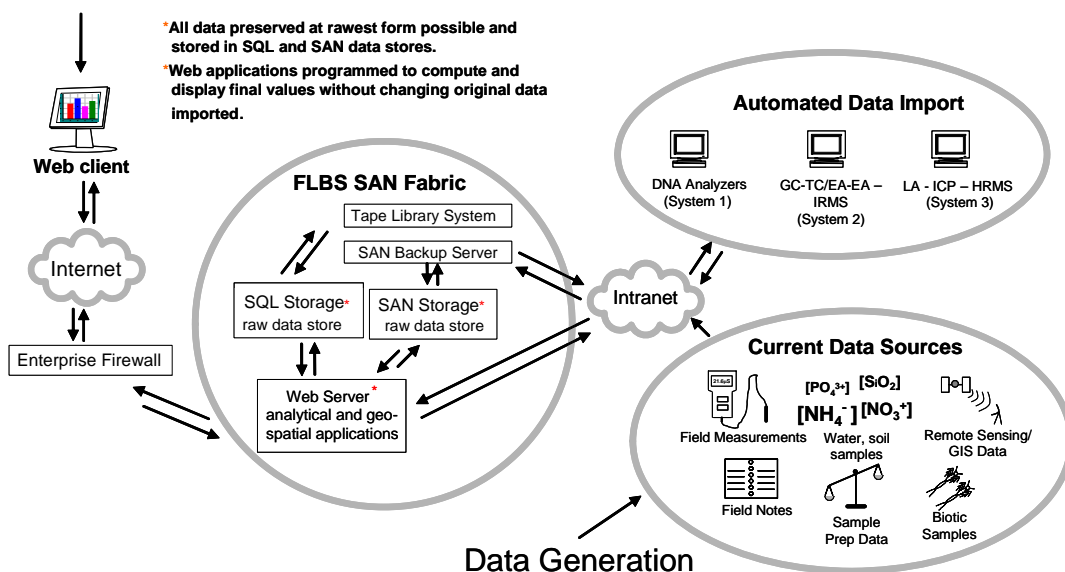 *All data preserved at rawest form possible and
stored in SQL and SAN data stores.
*Web applications programmed to compute and
display final values without changing original data
imported.
Web client
Internet
Enterprise Firewall
FLBS SAN Fabric
Tape Library System
SAN Backup Server
SQL Storage*
raw data store
SAN Storage*
raw data store
Web Server*
analytical and geo-
spatial applications
Intranet
Automated Data Import
DNA Analyzers
(System 1)
GC-TC/EA-EA –
IRMS
(System 2)
LA - ICP – HRMS
(System 3)
Current Data Sources
21.6µS
Field Measurements
[PO₄³⁺] [SiO₂]
[NH₄⁻] [NO₃⁺]
Water, soil
samples
Remote Sensing/
GIS Data
Field Notes
Sample
Prep Data
Biotic
Samples
Data Generation